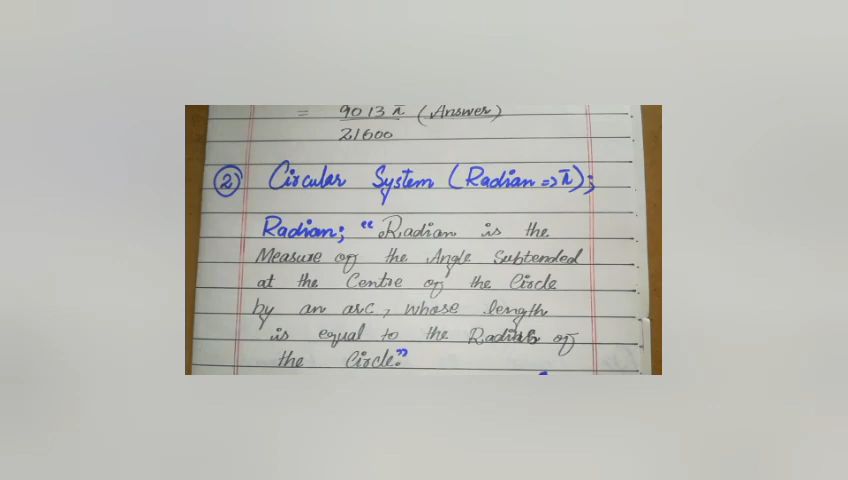 = 9013 π (Answer)
21600
② Circular System (Radian => π);
Radian; “Radian is the
Measure of the Angle Subtended
at the Centre of the Circle
by an arc, whose length
is equal to the Radius of
the Circle.”